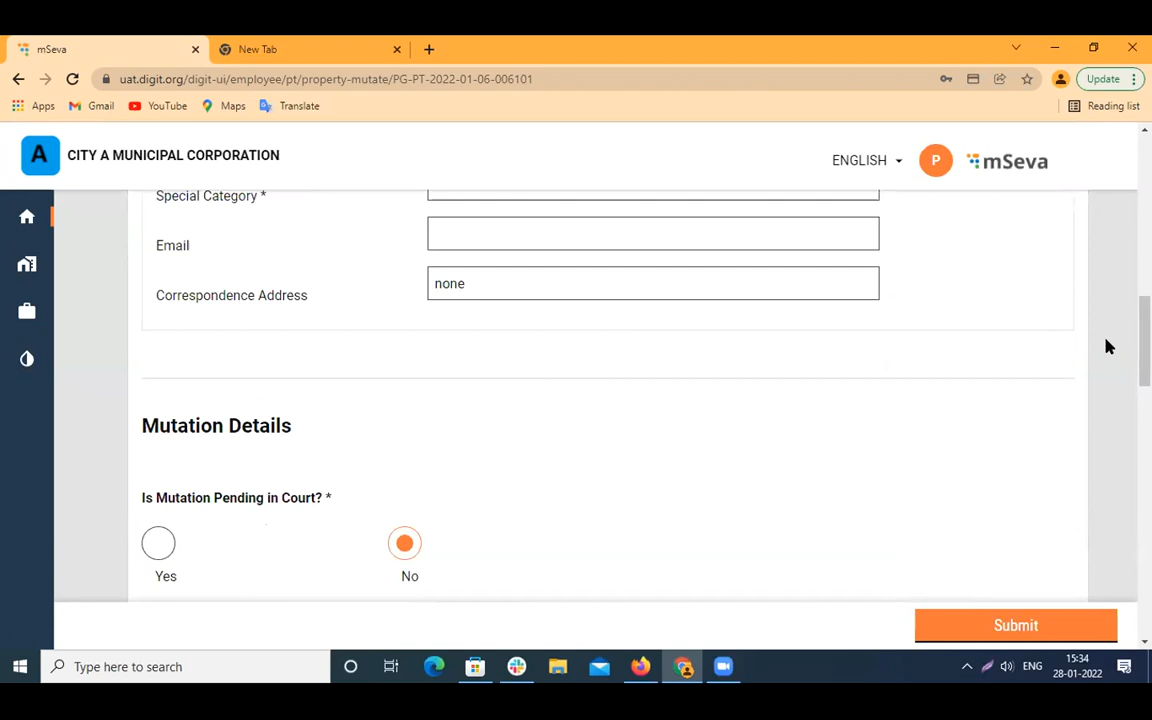 mSeva
New Tab
uat.digit.org/digit-ui/employee/pt/property-mutate/PG-PT-2022-01-06-006101
Update
Apps
Gmail
YouTube
Maps
Translate
Reading list
A
CITY A MUNICIPAL CORPORATION
ENGLISH
P
mSeva
Special Category *
Email
Correspondence Address
none
Mutation Details
Is Mutation Pending in Court? *
Yes
No
Submit
Type here to search
ENG
15:34
28-01-2022